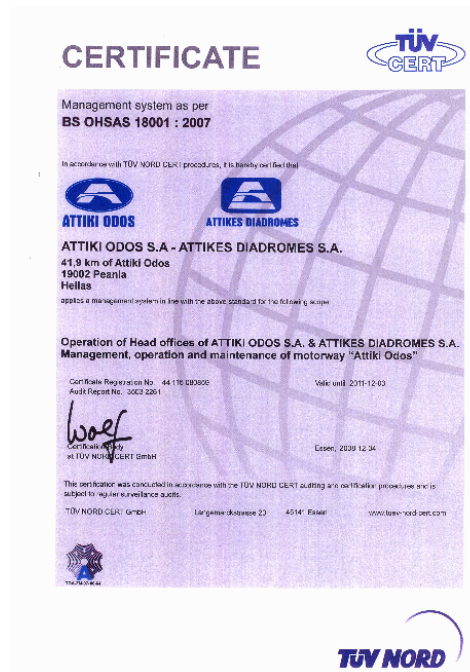 CERTIFICATE
TÜV
CERT
Management system as per
BS OHSAS 18001 : 2007
In accordance with TÜV NORD CERT procedures, it is hereby certified that
ATTIKI ODOS
ATTIKES DIADROMES
ATTIKI ODOS S.A - ATTIKES DIADROMES S.A.
41,9 km of Attiki Odos
19002 Peania
Hellas
applies a management system in line with the above standard for the following scope
Operation of Head offices of ATTIKI ODOS S.A. & ATTIKES DIADROMES S.A.
Management, operation and maintenance of motorway "Attiki Odos"
Certificate Registration No. 44 116
Valid until 2011-12-03
Audit Report No.
Certification Body
at TÜV NORD CERT GmbH
Essen,
This certification was conducted in accordance with the TÜV NORD CERT auditing and certification procedures and is
subject to regular surveillance audits.
TÜV NORD CERT GmbH
Langemarckstrasse 20
45141 Essen
www.tuev-nord-cert.com
TÜV NORD